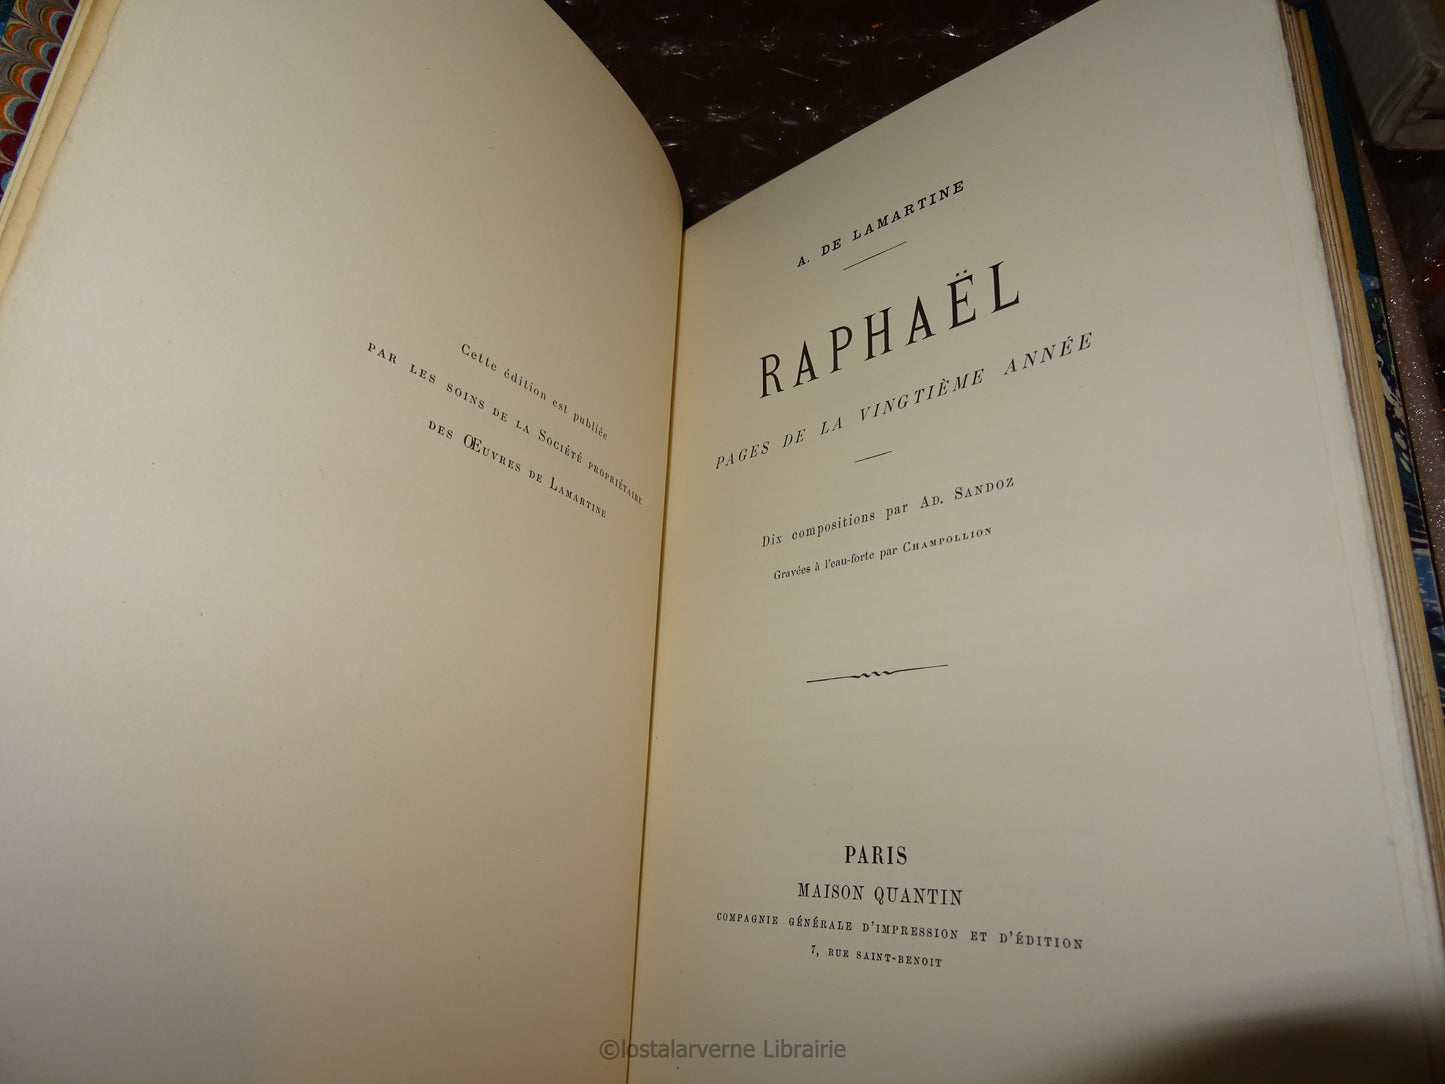 Cette édition est publiée
PAR LES SOINS DE LA SOCIÉTÉ PROPRIÉTAIRE
DES ŒUVRES DE LAMARTINE
A. DE LAMARTINE
RAPHAËL
PAGES DE LA VINGTIÈME ANNÉE
Dix compositions par AD. SANDOZ
Gravées à l'eau-forte par CHAMPOLLION
PARIS
MAISON QUANTIN
COMPAGNIE GÉNÉRALE D'IMPRESSION ET D'ÉDITION
7, RUE SAINT-BENOIT
©lostalarverne Librairie